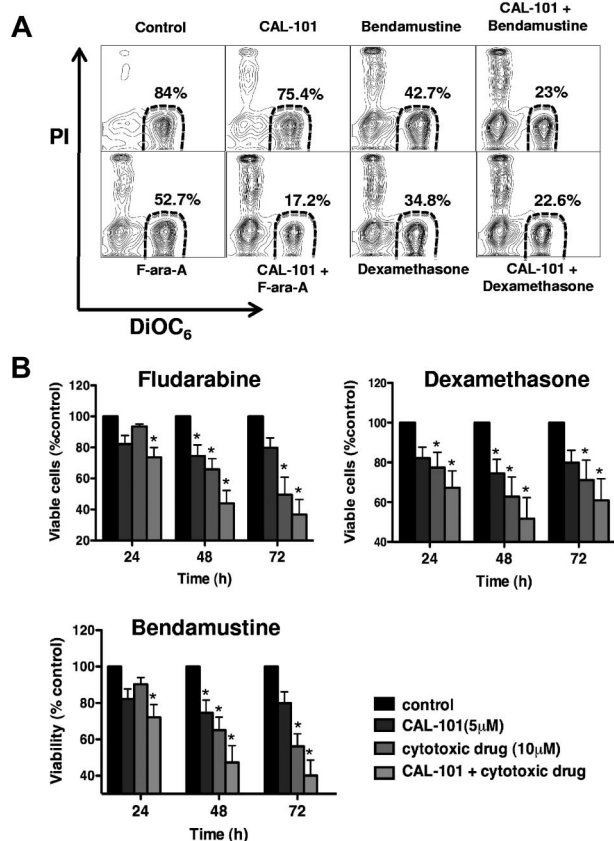 A
Control
CAL-101
Bendamustine
CAL-101 +
Bendamustine
PI
84%
75.4%
42.7%
23%
52.7%
17.2%
34.8%
22.6%
F-ara-A
CAL-101 +
F-ara-A
Dexamethasone
CAL-101 +
Dexamethasone
DiOC6
B
Fludarabine
Viable cells (%control)
120
100
80
60
40
20
*
*
*
*
*
*
24
48
72
Time (h)
Dexamethasone
Viable cells (%control)
120
100
80
60
40
*
*
*
*
*
*
*
24
48
72
Time (h)
Bendamustine
Viability (% control)
120
100
80
60
40
*
*
*
*
*
*
24
48
72
Time (h)
control
CAL-101(5µM)
cytotoxic drug (10µM)
CAL-101 + cytotoxic drug